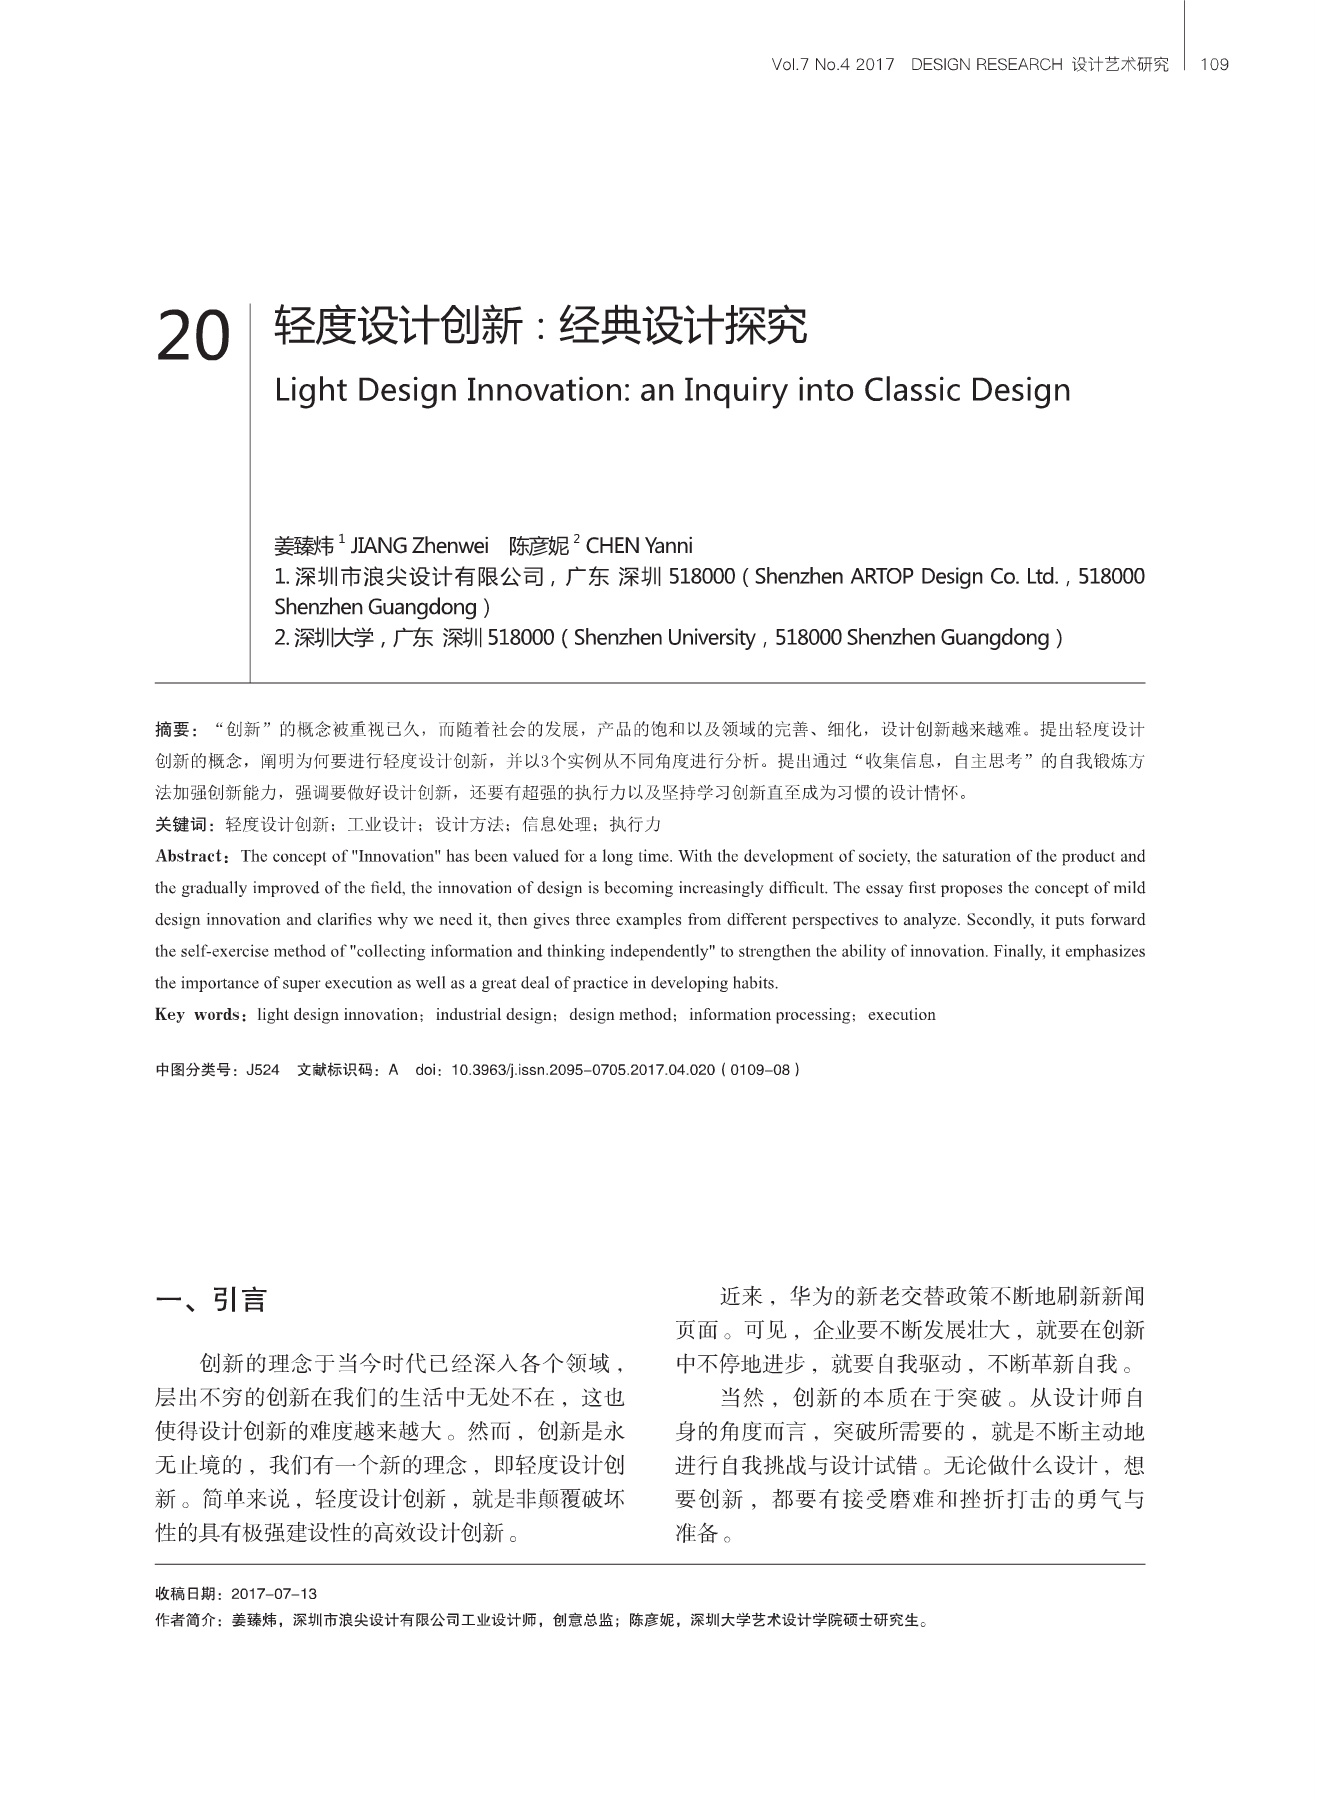 Vol.7 No.4 2017 DESIGN RESEARCH 设计艺术研究 109
20
轻度设计创新：经典设计探究
Light Design Innovation: an Inquiry into Classic Design
姜臻炜 1 JIANG Zhenwei 陈彦妮 2 CHEN Yanni
1. 深圳市浪尖设计有限公司，广东 深圳 518000（Shenzhen ARTOP Design Co. Ltd.，518000
Shenzhen Guangdong）
2. 深圳大学，广东 深圳 518000（Shenzhen University，518000 Shenzhen Guangdong）
摘要：“创新”的概念被重视已久，而随着社会的发展，产品的饱和以及领域的完善、细化，设计创新越来越难。提出轻度设计
创新的概念，阐明为何要进行轻度设计创新，并以3个实例从不同角度进行分析。提出通过“收集信息，自主思考”的自我锻炼方
法加强创新能力，强调要做好设计创新，还要有超强的执行力以及坚持学习创新直至成为习惯的设计情怀。
关键词：轻度设计创新；工业设计；设计方法；信息处理；执行力
Abstract：The concept of "Innovation" has been valued for a long time. With the development of society, the saturation of the product and
the gradually improved of the field, the innovation of design is becoming increasingly difficult. The essay first proposes the concept of mild
design innovation and clarifies why we need it, then gives three examples from different perspectives to analyze. Secondly, it puts forward
the self-exercise method of "collecting information and thinking independently" to strengthen the ability of innovation. Finally, it emphasizes
the importance of super execution as well as a great deal of practice in developing habits.
Key words：light design innovation；industrial design；design method；information processing；execution
中图分类号：J524 文献标识码：A doi：10.3963/j.issn.2095-0705.2017.04.020（0109-08）
一、引言
创新的理念于当今时代已经深入各个领域，
层出不穷的创新在我们的生活中无处不在，这也
使得设计创新的难度越来越大。然而，创新是永
无止境的，我们有一个新的理念，即轻度设计创
新。简单来说，轻度设计创新，就是非颠覆破坏
性的具有极强建设性的高效设计创新。
近来，华为的新老交替政策不断地刷新新闻
页面。可见，企业要不断发展壮大，就要在创新
中不停地进步，就要自我驱动，不断革新自我。
当然，创新的本质在于突破。从设计师自
身的角度而言，突破所需要的，就是不断主动地
进行自我挑战与设计试错。无论做什么设计，想
要创新，都要有接受磨难和挫折打击的勇气与
准备。
收稿日期：2017-07-13
作者简介：姜臻炜，深圳市浪尖设计有限公司工业设计师，创意总监；陈彦妮，深圳大学艺术设计学院硕士研究生。